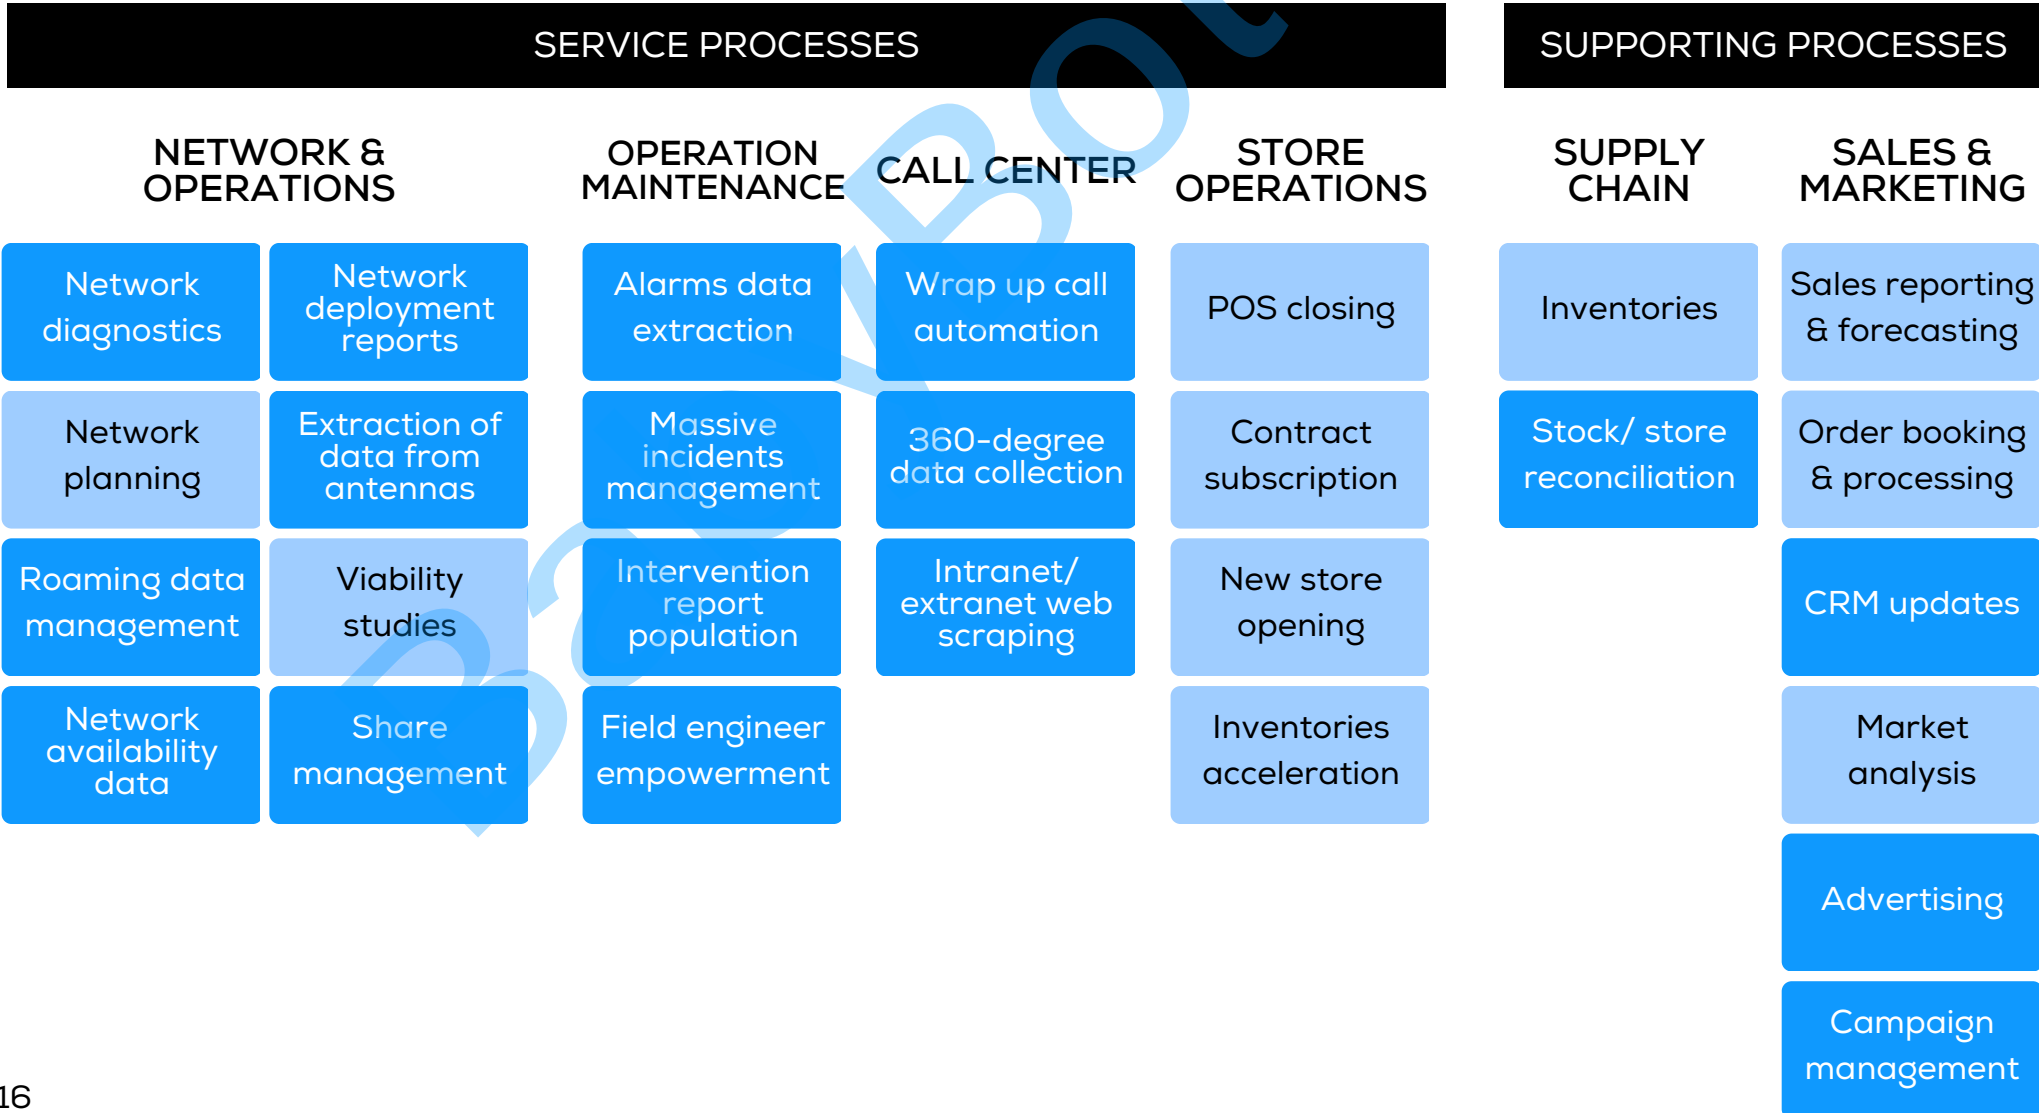 SERVICE PROCESSES
SUPPORTING PROCESSES
NETWORK &
OPERATIONS
OPERATION
MAINTENANCE
CALL CENTER
STORE
OPERATIONS
SUPPLY
CHAIN
SALES &
MARKETING
Network
diagnostics
Network
deployment
reports
Alarms data
extraction
Wrap up call
automation
POS closing
Inventories
Sales reporting
& forecasting
Network
planning
Extraction of
data from
antennas
Massive
incidents
management
360-degree
data collection
Contract
subscription
Stock/ store
reconciliation
Order booking
& processing
Roaming data
management
Viability
studies
Intervention
report
population
Intranet/
extranet web
scraping
New store
opening
CRM updates
Network
availability
data
Share
management
Field engineer
empowerment
Inventories
acceleration
Market
analysis
Advertising
Campaign
management
16